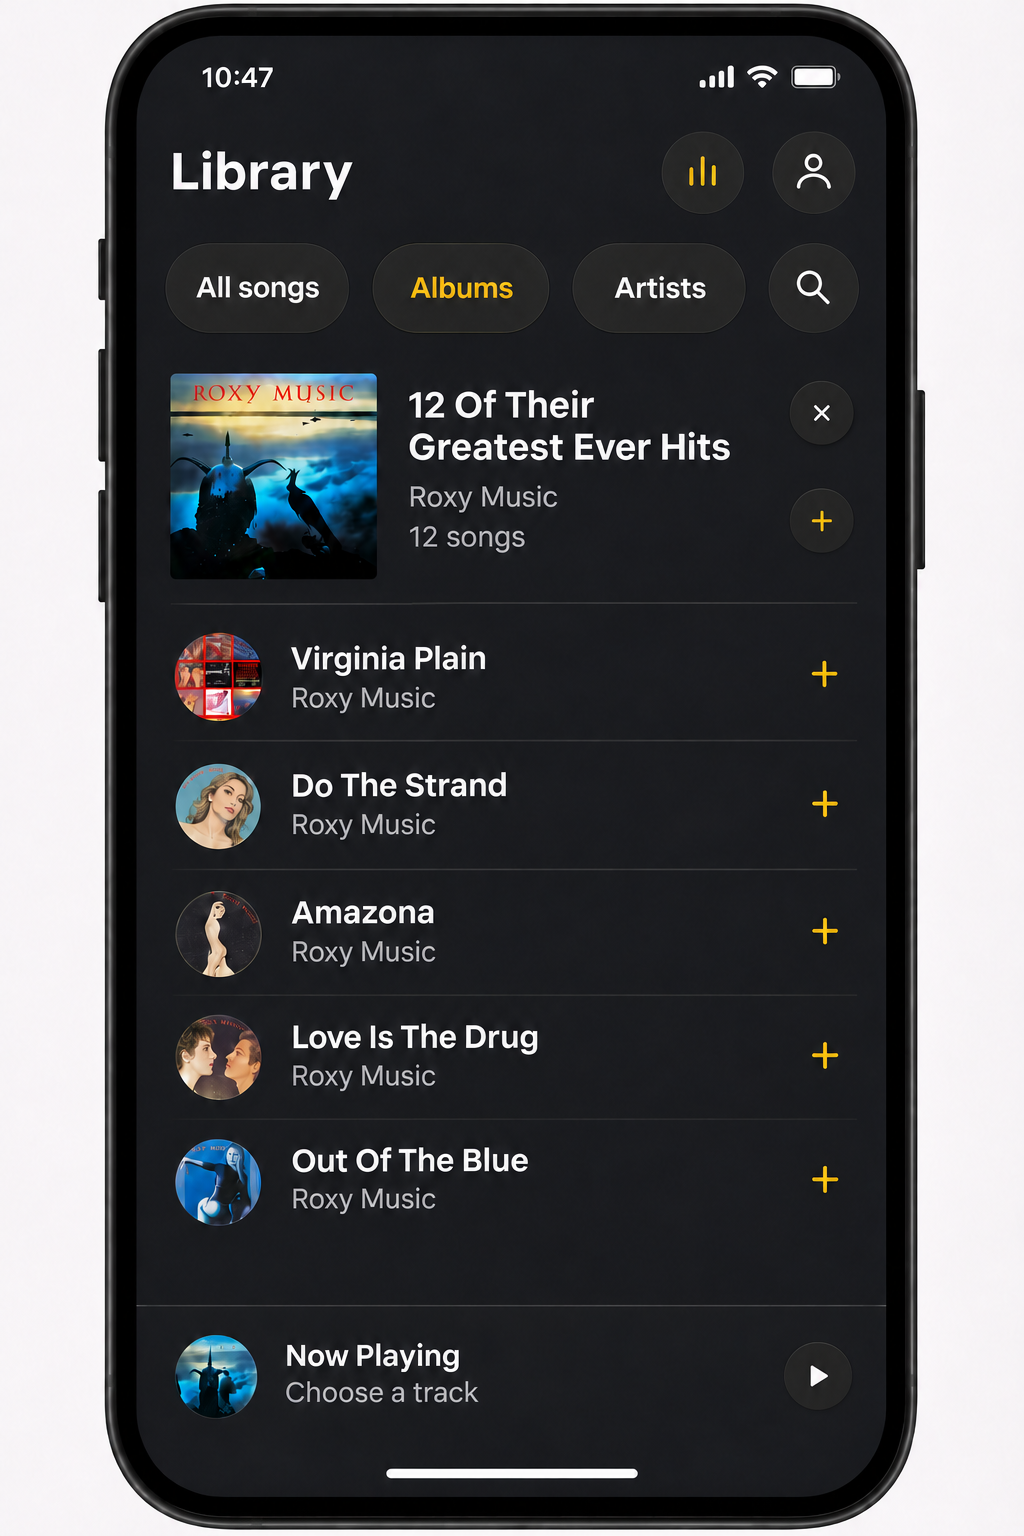 10:47
Library
All songs
Albums
Artists
ROXY MUSIC
12 Of Their
Greatest Ever Hits
Roxy Music
12 songs
Virginia Plain
Roxy Music
Do The Strand
Roxy Music
Amazona
Roxy Music
Love Is The Drug
Roxy Music
Out Of The Blue
Roxy Music
Now Playing
Choose a track